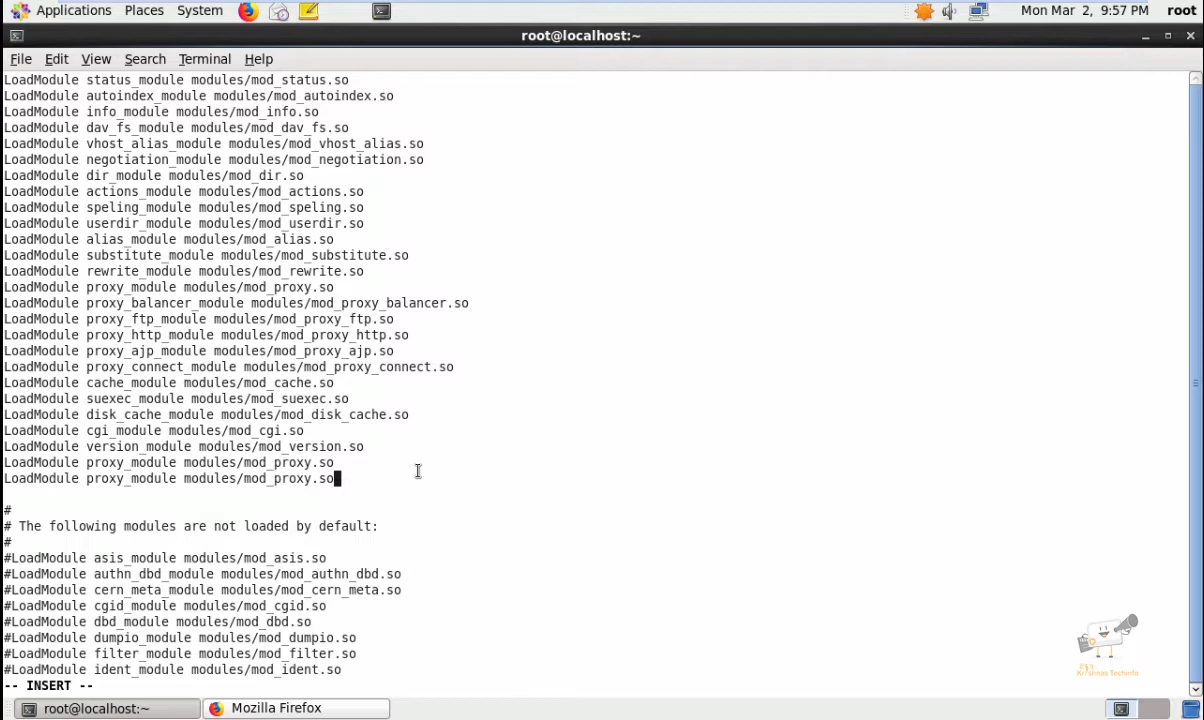 Applications Places System Mon Mar 2, 9:57 PM root
root@localhost:~
File Edit View Search Terminal Help
LoadModule status_module modules/mod_status.so
LoadModule autoindex_module modules/mod_autoindex.so
LoadModule info_module modules/mod_info.so
LoadModule dav_fs_module modules/mod_dav_fs.so
LoadModule vhost_alias_module modules/mod_vhost_alias.so
LoadModule negotiation_module modules/mod_negotiation.so
LoadModule dir_module modules/mod_dir.so
LoadModule actions_module modules/mod_actions.so
LoadModule speling_module modules/mod_speling.so
LoadModule userdir_module modules/mod_userdir.so
LoadModule alias_module modules/mod_alias.so
LoadModule substitute_module modules/mod_substitute.so
LoadModule rewrite_module modules/mod_rewrite.so
LoadModule proxy_module modules/mod_proxy.so
LoadModule proxy_balancer_module modules/mod_proxy_balancer.so
LoadModule proxy_ftp_module modules/mod_proxy_ftp.so
LoadModule proxy_http_module modules/mod_proxy_http.so
LoadModule proxy_ajp_module modules/mod_proxy_ajp.so
LoadModule proxy_connect_module modules/mod_proxy_connect.so
LoadModule cache_module modules/mod_cache.so
LoadModule suexec_module modules/mod_suexec.so
LoadModule disk_cache_module modules/mod_disk_cache.so
LoadModule cgi_module modules/mod_cgi.so
LoadModule version_module modules/mod_version.so
LoadModule proxy_module modules/mod_proxy.so
LoadModule proxy_module modules/mod_proxy.so
#
# The following modules are not loaded by default:
#
#LoadModule asis_module modules/mod_asis.so
#LoadModule authn_dbd_module modules/mod_authn_dbd.so
#LoadModule cern_meta_module modules/mod_cern_meta.so
#LoadModule cgid_module modules/mod_cgid.so
#LoadModule dbd_module modules/mod_dbd.so
#LoadModule dumpio_module modules/mod_dumpio.so
#LoadModule filter_module modules/mod_filter.so
#LoadModule ident_module modules/mod_ident.so
Krishnas Techinfo
-- INSERT --
root@localhost:~ Mozilla Firefox